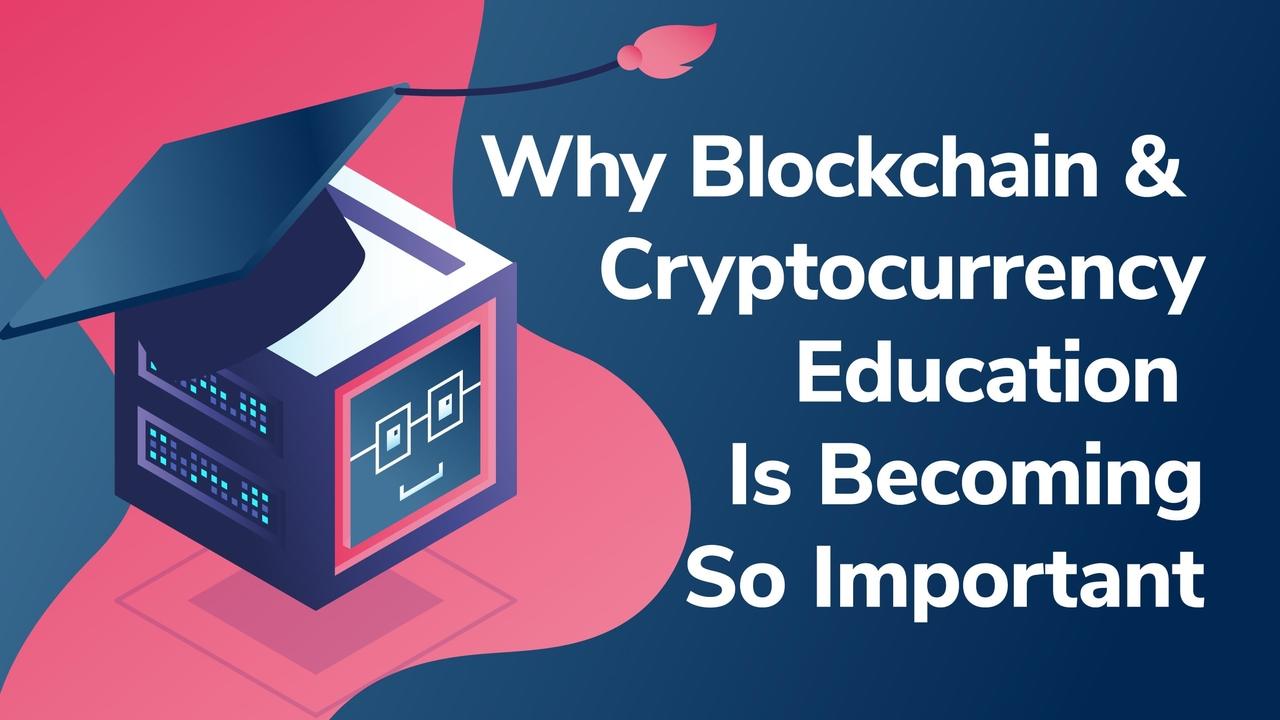 Why Blockchain &
Cryptocurrency
Education
Is Becoming
So Important